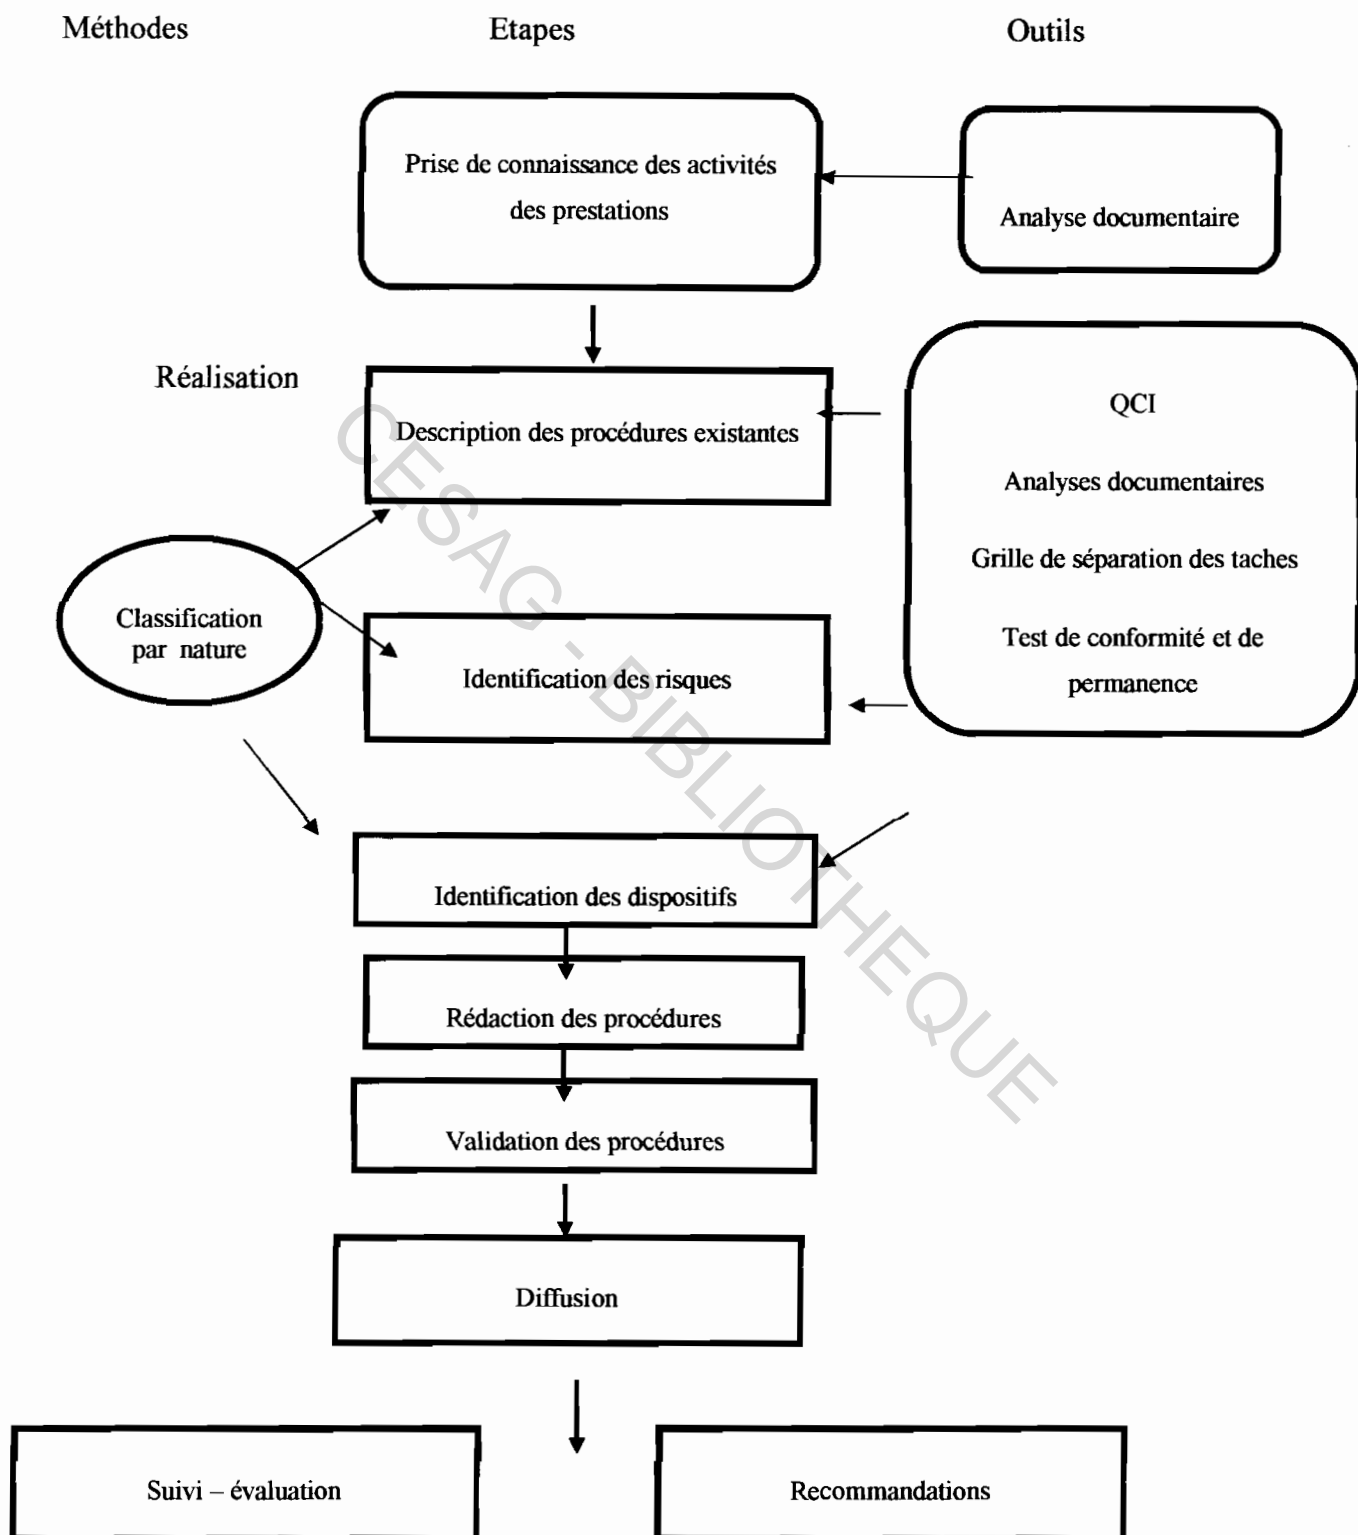 Méthodes
Etapes
Outils
Prise de connaissance des activités
des prestations
Analyse documentaire
Réalisation
Description des procédures existantes
QCI
Analyses documentaires
Grille de séparation des taches
Test de conformité et de
permanence
Classification
par nature
Identification des risques
Identification des dispositifs
Rédaction des procédures
Validation des procédures
Diffusion
Suivi – évaluation
Recommandations
CESAG - BIBLIOTHEQUE